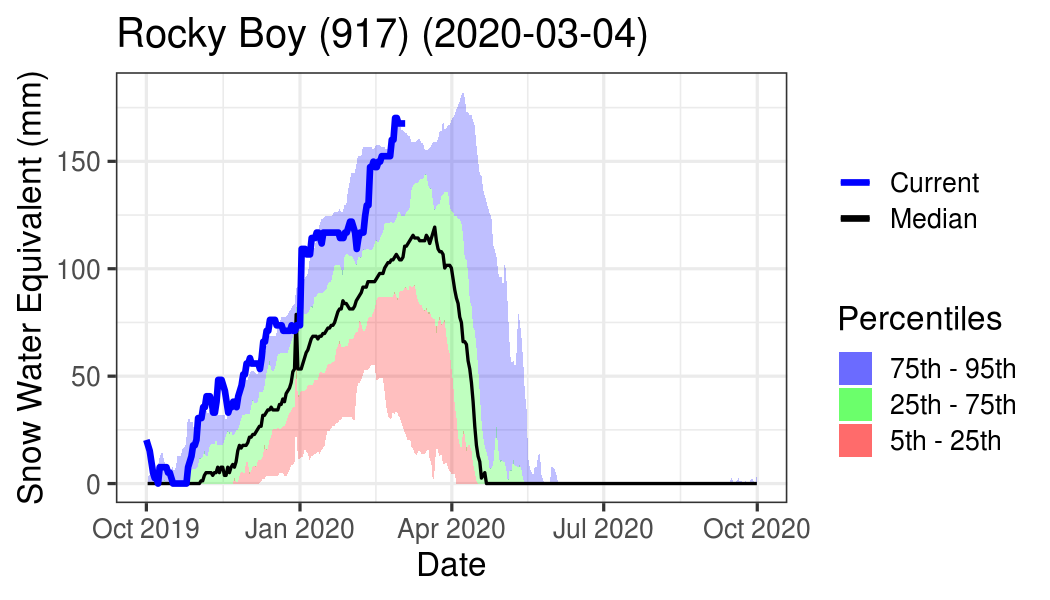 Rocky Boy (917) (2020-03-04)
Snow Water Equivalent (mm)
150
100
50
0
Oct 2019 Jan 2020 Apr 2020 Jul 2020 Oct 2020
Date
Current
Median
Percentiles
75th - 95th
25th - 75th
5th - 25th